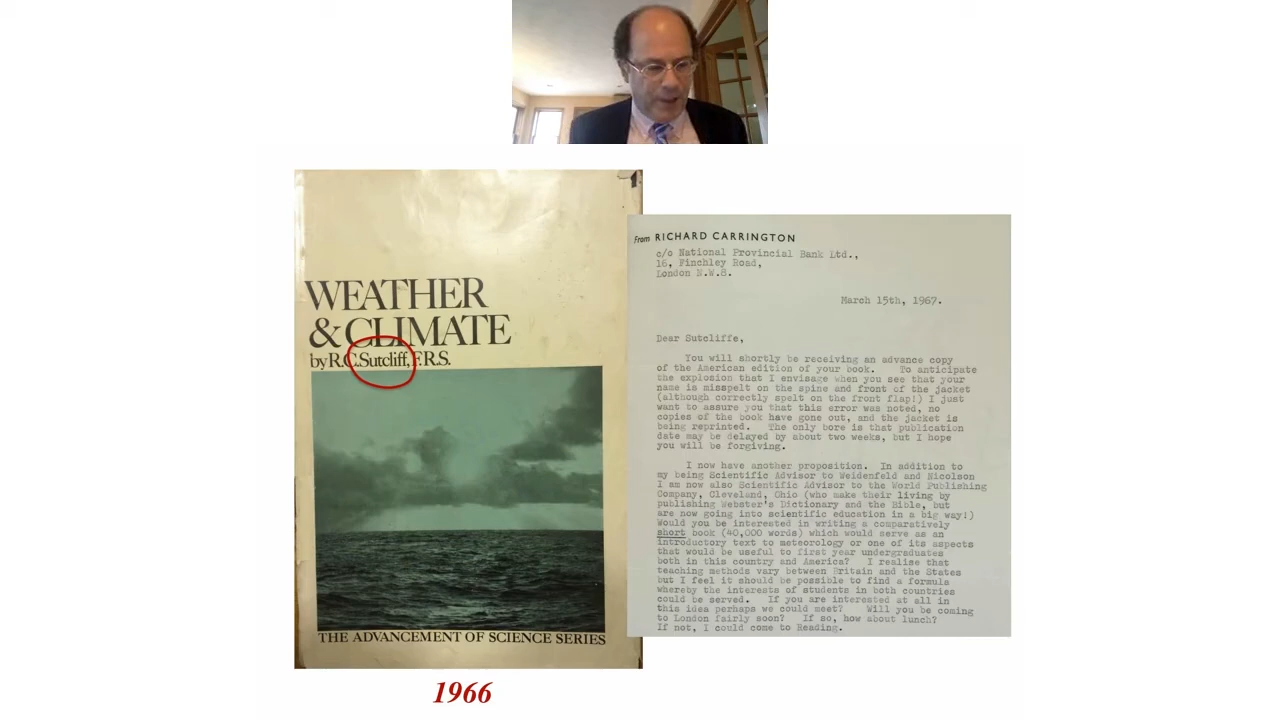 WEATHER
& CLIMATE
by R.C.Sutcliff, F.R.S.
THE ADVANCEMENT OF SCIENCE SERIES
1966
From RICHARD CARRINGTON
c/o National Provincial Bank Ltd.,
16, Finchley Road,
London N.W.8.
March 15th, 1967.
Dear Sutcliffe,
You will shortly be receiving an advance copy
of the American edition of your book. To anticipate
the explosion that I envisage when you see that your
name is misspelt on the spine and front of the jacket
(although correctly spelt on the front flap!) I just
want to assure you that this error was noted, no
copies of the book have gone out, and the jacket is
being reprinted. The only bore is that publication
date may be delayed by about two weeks, but I hope
you will be forgiving.
I now have another proposition. In addition to
my being Scientific Advisor to Weidenfeld and Nicolson
I am now also Scientific Advisor to the World Publishing
Company, Cleveland, Ohio (who make their living by
publishing Webster's Dictionary and the Bible, but
are now going into scientific education in a big way!)
Would you be interested in writing a comparatively
short book (40,000 words) which would serve as an
introductory text to meteorology or one of its aspects
that would be useful to first year undergraduates
both in this country and America? I realise that
teaching methods vary between Britain and the States
but I feel it should be possible to find a formula
whereby the interests of students in both countries
could be served. If you are interested at all in
this idea perhaps we could meet? Will you be coming
to London fairly soon? If so, how about lunch?
If not, I could come to Reading.